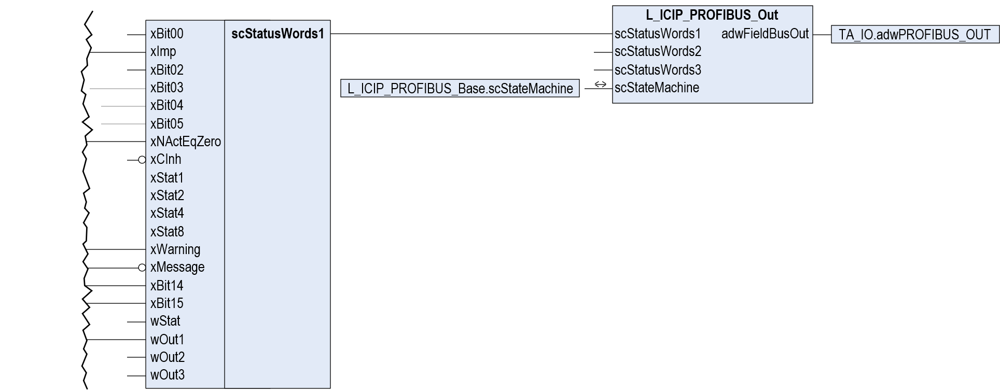 xBit00
xImp
xBit02
xBit03
xBit04
xBit05
xNActEqZero
xCInh
xStat1
xStat2
xStat4
xStat8
xWarning
xMessage
xBit14
xBit15
wStat
wOut1
wOut2
wOut3
scStatusWords1
L_ICIP_PROFIBUS_Base.scStateMachine
L_ICIP_PROFIBUS_Out
scStatusWords1 adwFieldBusOut
scStatusWords2
scStatusWords3
scStateMachine
TA_IO.adwPROFIBUS_OUT